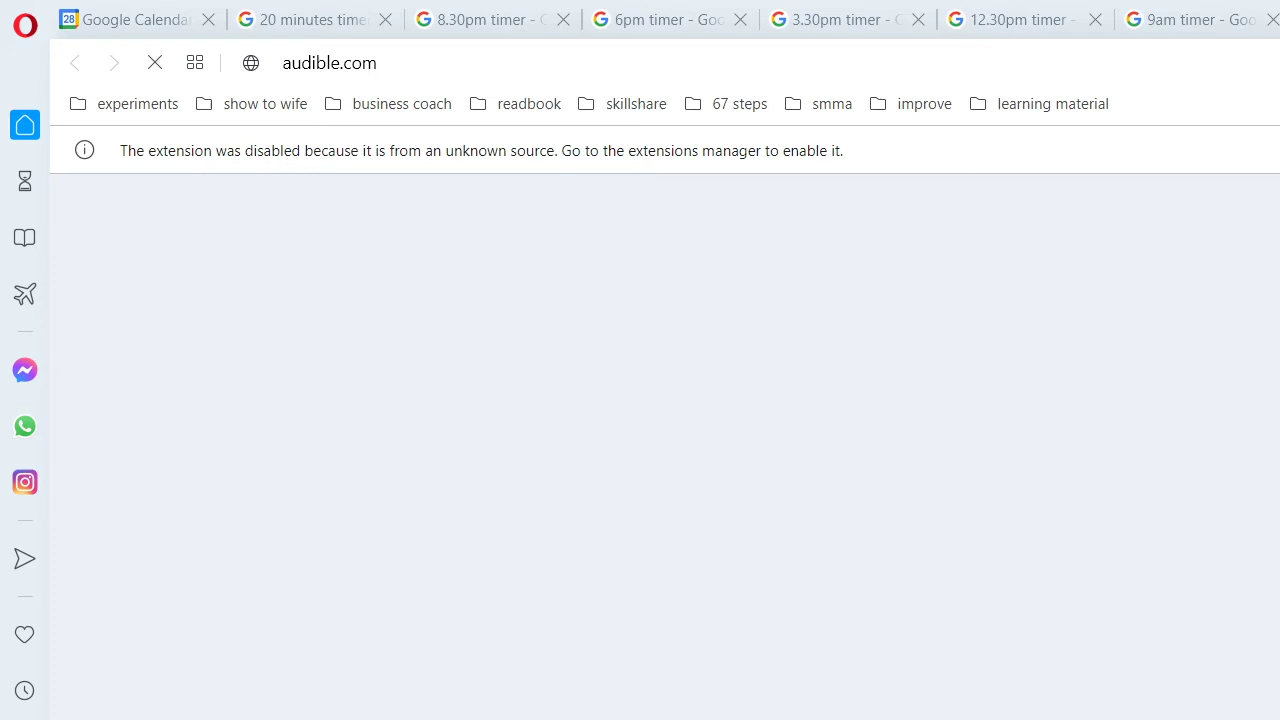 28 Google Calendar 20 minutes timer 8.30pm timer - G 6pm timer - Goo 3.30pm timer - G 12.30pm timer - 9am timer - Goo
audible.com
experiments show to wife business coach readbook skillshare 67 steps smma improve learning material
The extension was disabled because it is from an unknown source. Go to the extensions manager to enable it.